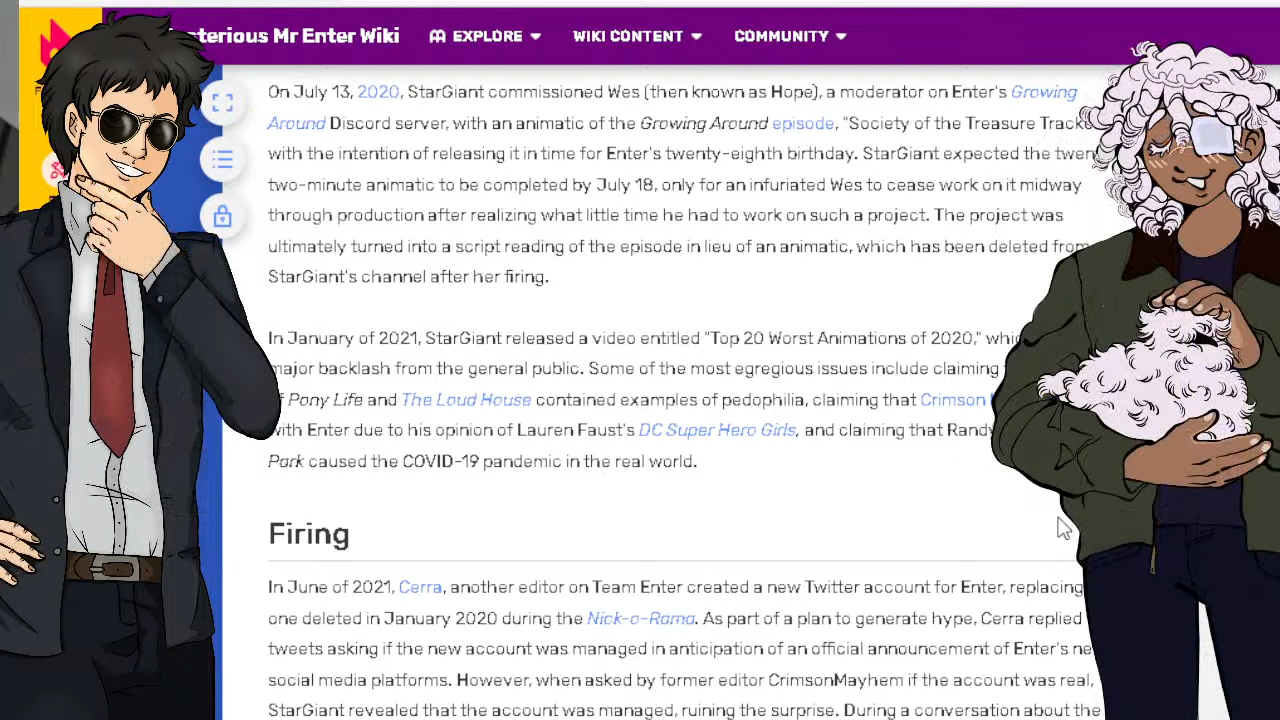 sterious Mr Enter Wiki EXPLORE WIKI CONTENT COMMUNITY
On July 13, 2020, StarGiant commissioned Wes (then known as Hope), a moderator on Enter's Growing
Around Discord server, with an animatic of the Growing Around episode, "Society of the Treasure Tracke
with the intention of releasing it in time for Enter's twenty-eighth birthday. StarGiant expected the twen
two-minute animatic to be completed by July 18, only for an infuriated Wes to cease work on it midway
through production after realizing what little time he had to work on such a project. The project was
ultimately turned into a script reading of the episode in lieu of an animatic, which has been deleted from
StarGiant's channel after her firing.
In January of 2021, StarGiant released a video entitled "Top 20 Worst Animations of 2020," whic
major backlash from the general public. Some of the most egregious issues include claiming
Pony Life and The Loud House contained examples of pedophilia, claiming that Crimson
with Enter due to his opinion of Lauren Faust's DC Super Hero Girls, and claiming that Rand
Park caused the COVID-19 pandemic in the real world.
Firing
In June of 2021, Cerra, another editor on Team Enter created a new Twitter account for Enter, replacing
one deleted in January 2020 during the Nick-o-Rama. As part of a plan to generate hype, Cerra replied
tweets asking if the new account was managed in anticipation of an official announcement of Enter's ne
social media platforms. However, when asked by former editor CrimsonMayhem if the account was real,
StarGiant revealed that the account was managed, ruining the surprise. During a conversation about the